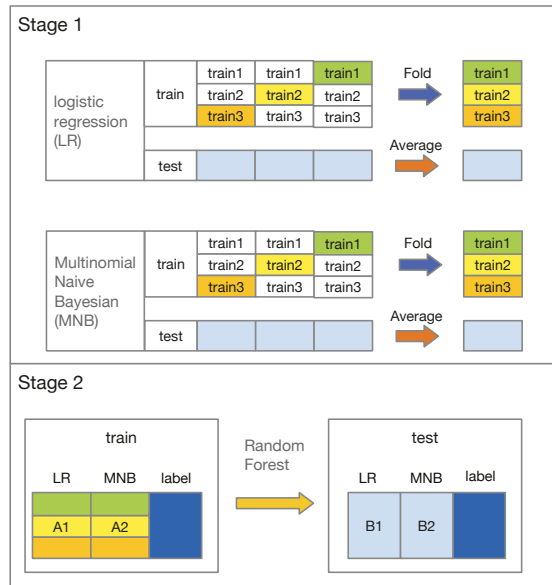 Stage 1
logistic
regression
(LR)
train
train1 train1 train1
train2 train2 train2
train3 train3 train3
Fold
train1
train2
train3
test
Average
Multinomial
Naive
Bayesian
(MNB)
train
train1 train1 train1
train2 train2 train2
train3 train3 train3
Fold
train1
train2
train3
test
Average
Stage 2
train
LR MNB label
A1 A2
Random
Forest
test
LR MNB label
B1 B2